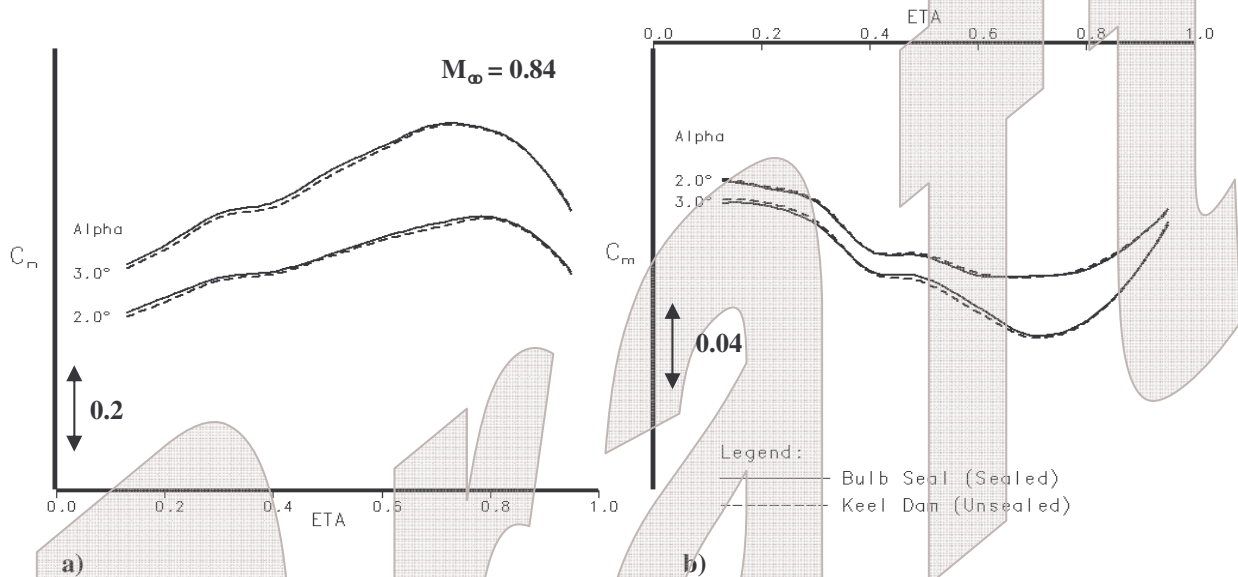 M∞ = 0.84
Alpha
3.0°
2.0°
Cn
0.2
0.0 0.2 0.4 0.6 0.8 1.0
ETA
a)
ETA
0.0 0.2 0.4 0.6 0.8 1.0
Alpha
2.0°
3.0°
Cm
0.04
Legend:
Bulb Seal (Sealed)
Keel Dam (Unsealed)
b)